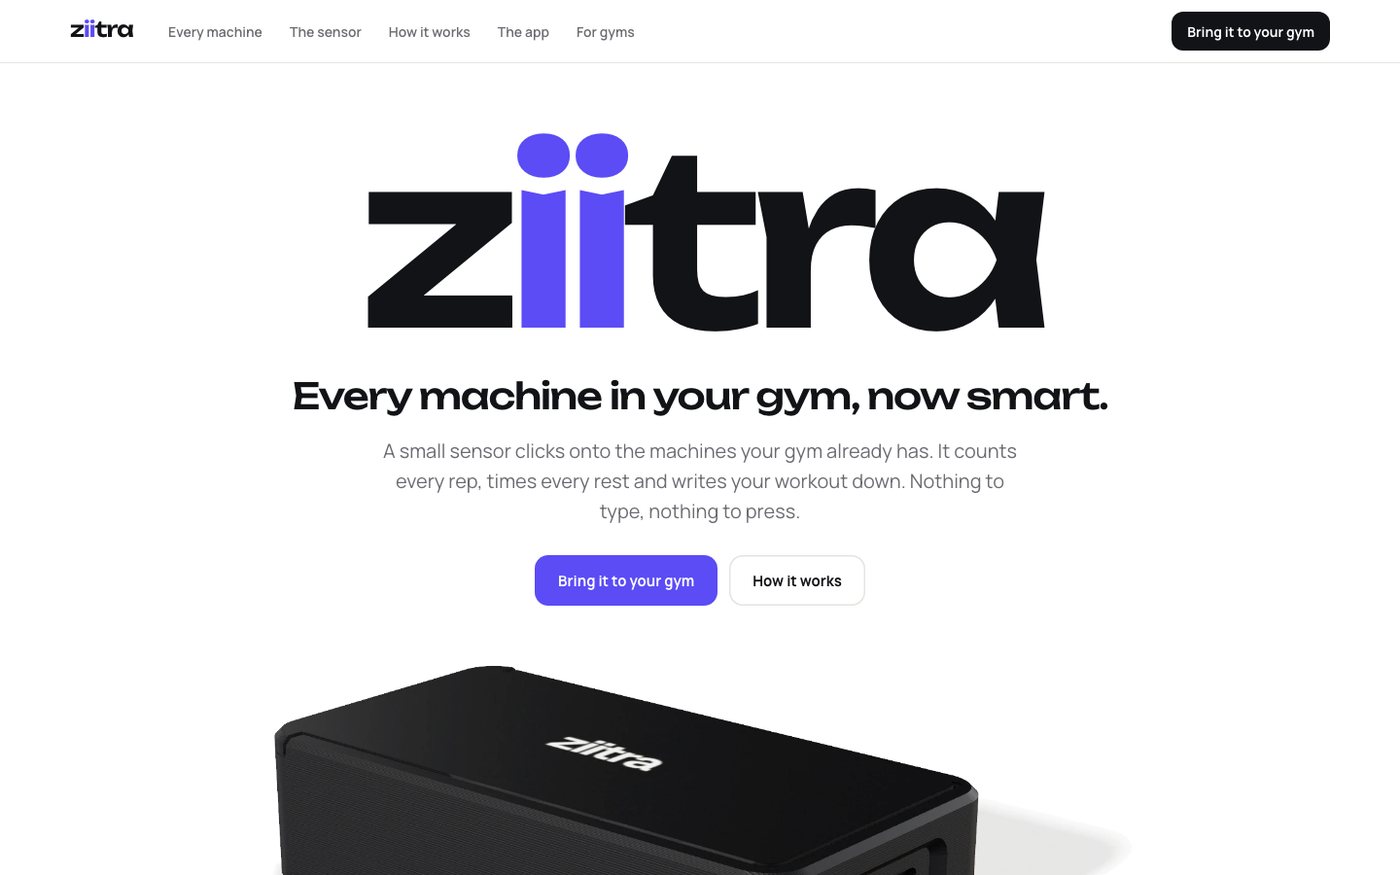 ziitra
Every machine
The sensor
How it works
The app
For gyms
Bring it to your gym
ziitra
Every machine in your gym, now smart.
A small sensor clicks onto the machines your gym already has. It counts
every rep, times every rest and writes your workout down. Nothing to
type, nothing to press.
Bring it to your gym
How it works
ziitra